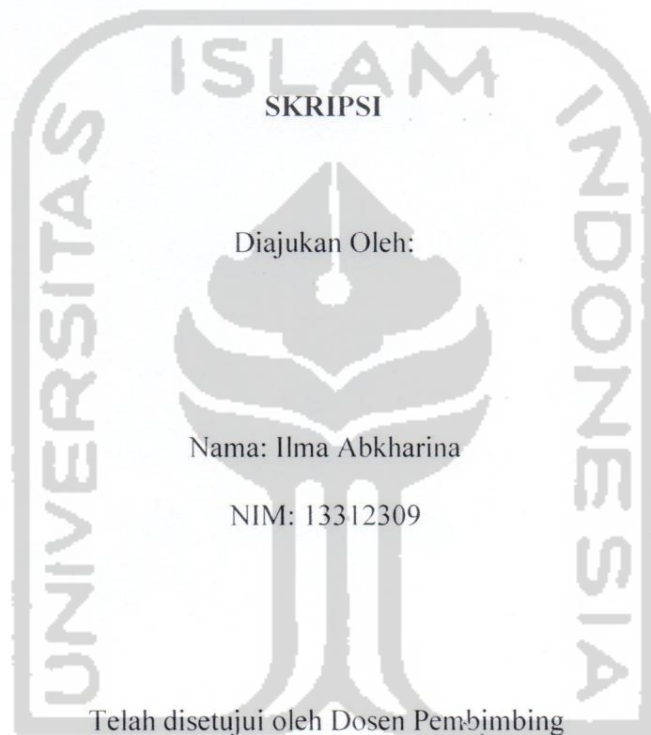 UNIVERSITAS ISLAM INDONESIA
SKRIPSI
Diajukan Oleh:
Nama: Ilma Abkharina
NIM: 13312309
Telah disetujui oleh Dosen Pembimbing